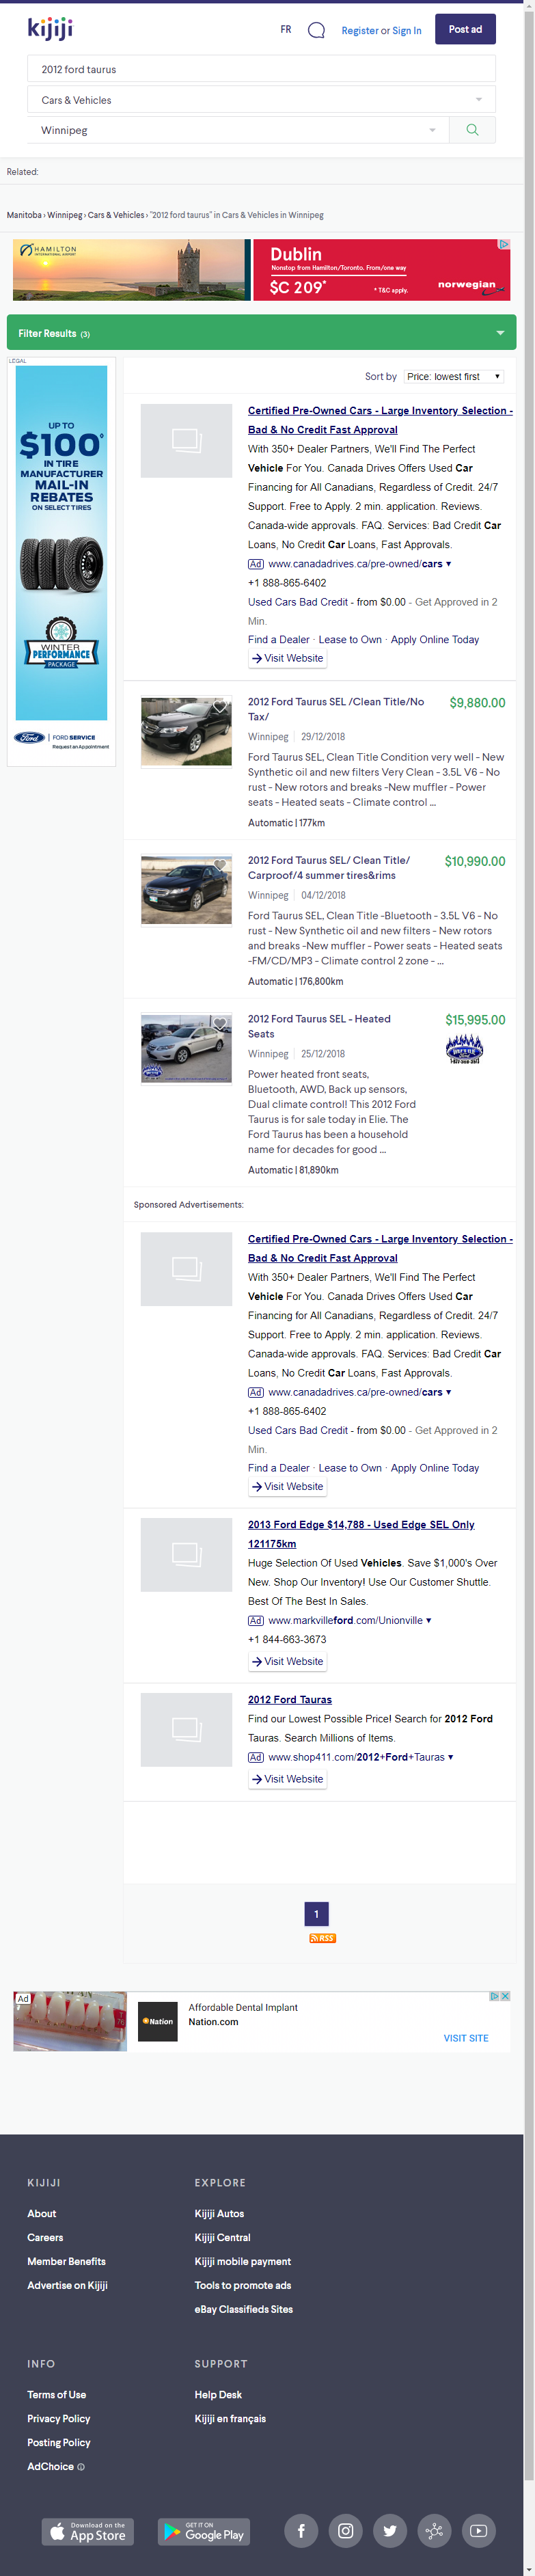 kijiji
FR
Register or Sign In
Post ad
2012 ford taurus
Cars & Vehicles
Winnipeg
Related:
Manitoba › Winnipeg › Cars & Vehicles › "2012 ford taurus" in Cars & Vehicles in Winnipeg
HAMILTON
INTERNATIONAL AIRPORT
Dublin
Nonstop from Hamilton/Toronto. From/one way
$C 209*
* T&C apply.
norwegian
Filter Results (3)
LEGAL
UP TO
$100◊
IN TIRE
MANUFACTURER
MAIL-IN
REBATES
ON SELECT TIRES
WINTER
PERFORMANCE
PACKAGE
Ford
FORD SERVICE
Request an Appointment
Sort by
Price: lowest first
Certified Pre-Owned Cars - Large Inventory Selection -
Bad & No Credit Fast Approval
With 350+ Dealer Partners, We'll Find The Perfect
Vehicle For You. Canada Drives Offers Used Car
Financing for All Canadians, Regardless of Credit. 24/7
Support. Free to Apply. 2 min. application. Reviews.
Canada-wide approvals. FAQ. Services: Bad Credit Car
Loans, No Credit Car Loans, Fast Approvals.
Ad www.canadadrives.ca/pre-owned/cars
+1 888-865-6402
Used Cars Bad Credit - from $0.00 - Get Approved in 2
Min.
Find a Dealer · Lease to Own · Apply Online Today
Visit Website
2012 Ford Taurus SEL /Clean Title/No
Tax/
$9,880.00
Winnipeg | 29/12/2018
Ford Taurus SEL, Clean Title Condition very well - New
Synthetic oil and new filters Very Clean - 3.5L V6 - No
rust - New rotors and breaks -New muffler - Power
seats - Heated seats - Climate control ...
Automatic | 177km
2012 Ford Taurus SEL/ Clean Title/
Carproof/4 summer tires&rims
$10,990.00
Winnipeg | 04/12/2018
Ford Taurus SEL, Clean Title -Bluetooth - 3.5L V6 - No
rust - New Synthetic oil and new filters - New rotors
and breaks -New muffler - Power seats - Heated seats
-FM/CD/MP3 - Climate control 2 zone - ...
Automatic | 176,800km
2012 Ford Taurus SEL - Heated
Seats
$15,995.00
Winnipeg | 25/12/2018
Power heated front seats,
Bluetooth, AWD, Back up sensors,
Dual climate control! This 2012 Ford
Taurus is for sale today in Elie. The
Ford Taurus has been a household
name for decades for good ...
Automatic | 81,890km
Sponsored Advertisements:
Certified Pre-Owned Cars - Large Inventory Selection -
Bad & No Credit Fast Approval
With 350+ Dealer Partners, We'll Find The Perfect
Vehicle For You. Canada Drives Offers Used Car
Financing for All Canadians, Regardless of Credit. 24/7
Support. Free to Apply. 2 min. application. Reviews.
Canada-wide approvals. FAQ. Services: Bad Credit Car
Loans, No Credit Car Loans, Fast Approvals.
Ad www.canadadrives.ca/pre-owned/cars
+1 888-865-6402
Used Cars Bad Credit - from $0.00 - Get Approved in 2
Min.
Find a Dealer · Lease to Own · Apply Online Today
Visit Website
2013 Ford Edge $14,788 - Used Edge SEL Only
121175km
Huge Selection Of Used Vehicles. Save $1,000's Over
New. Shop Our Inventory! Use Our Customer Shuttle.
Best Of The Best In Sales.
Ad www.markvilleford.com/Unionville
+1 844-663-3673
Visit Website
2012 Ford Tauras
Find our Lowest Possible Price! Search for 2012 Ford
Tauras. Search Millions of Items.
Ad www.shop411.com/2012+Ford+Tauras
Visit Website
1
RSS
Ad
Nation
Affordable Dental Implant
Nation.com
VISIT SITE
KIJIJI
About
Careers
Member Benefits
Advertise on Kijiji
EXPLORE
Kijiji Autos
Kijiji Central
Kijiji mobile payment
Tools to promote ads
eBay Classifieds Sites
INFO
Terms of Use
Privacy Policy
Posting Policy
AdChoice
SUPPORT
Help Desk
Kijiji en français
Download on the
App Store
GET IT ON
Google Play